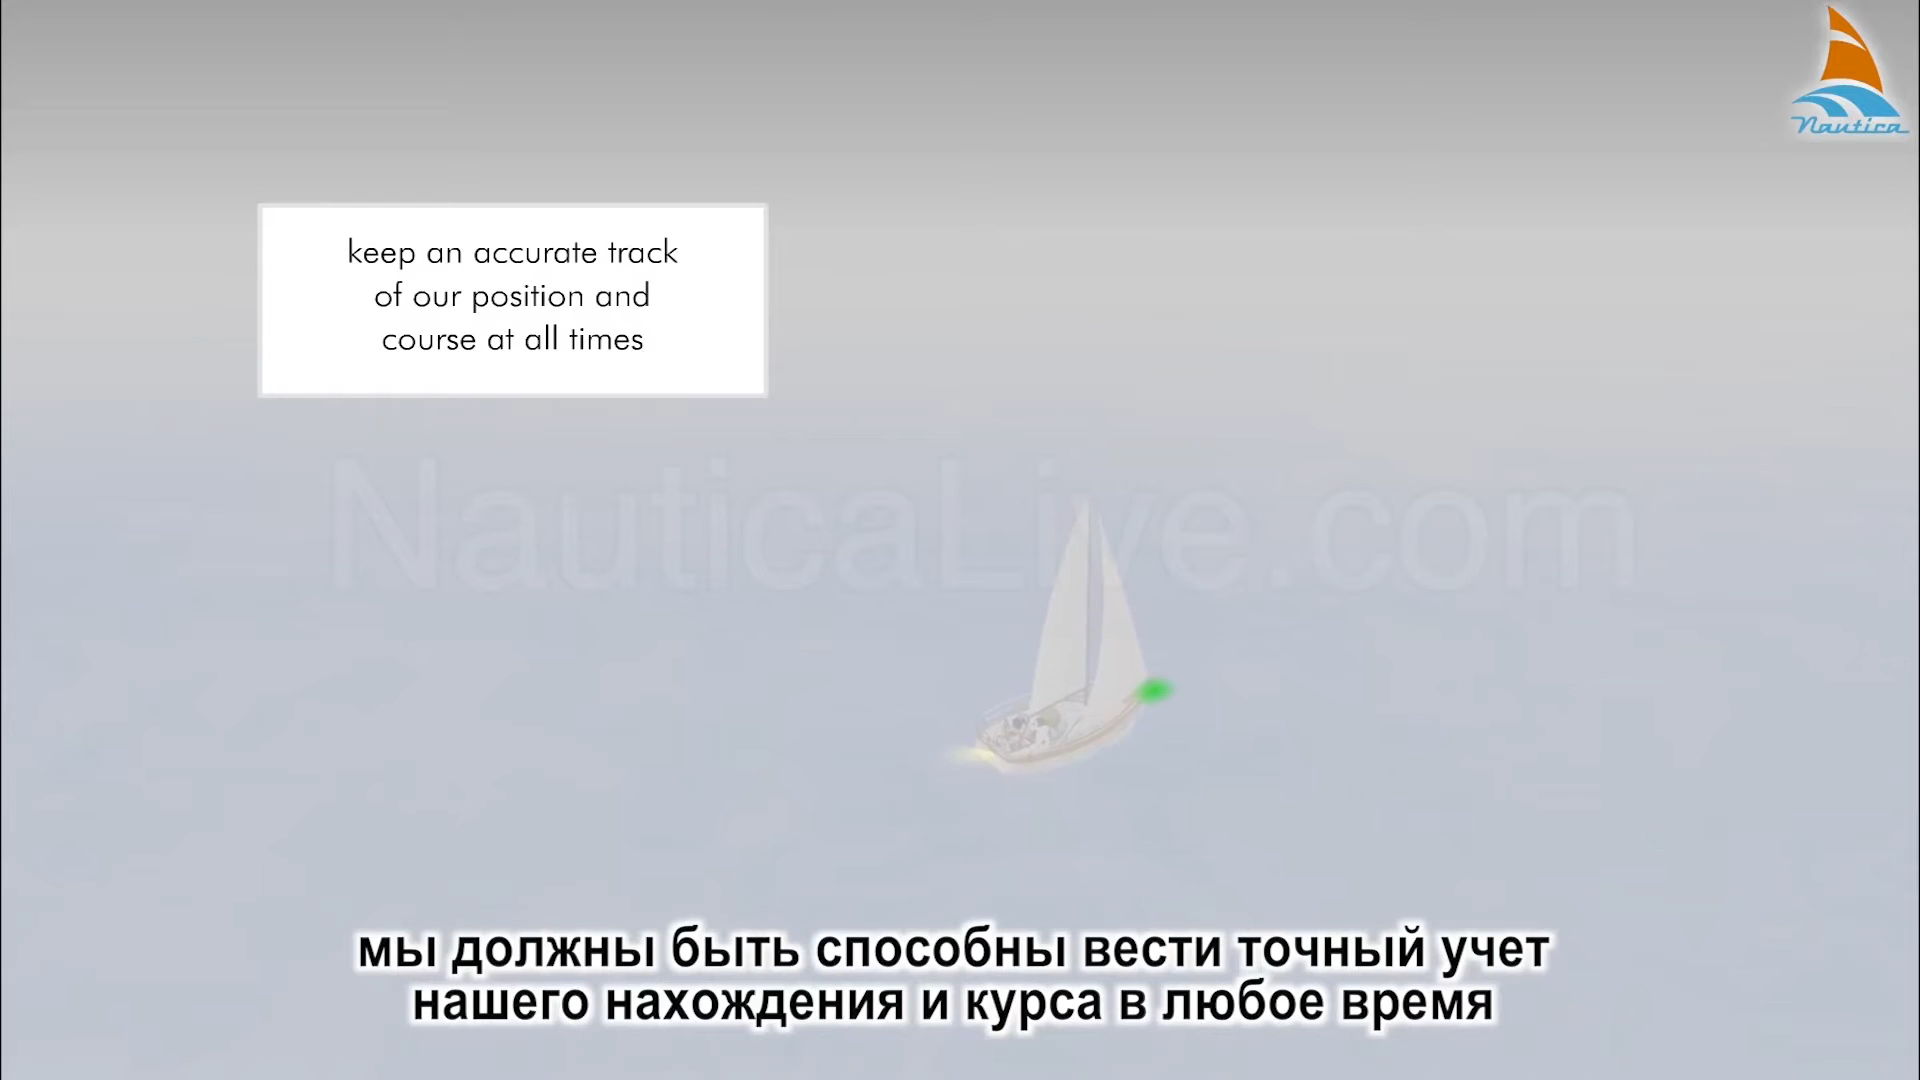 Nautica
keep an accurate track
of our position and
course at all times
NauticaLive.com
мы должны быть способны вести точный учет
нашего нахождения и курса в любое время